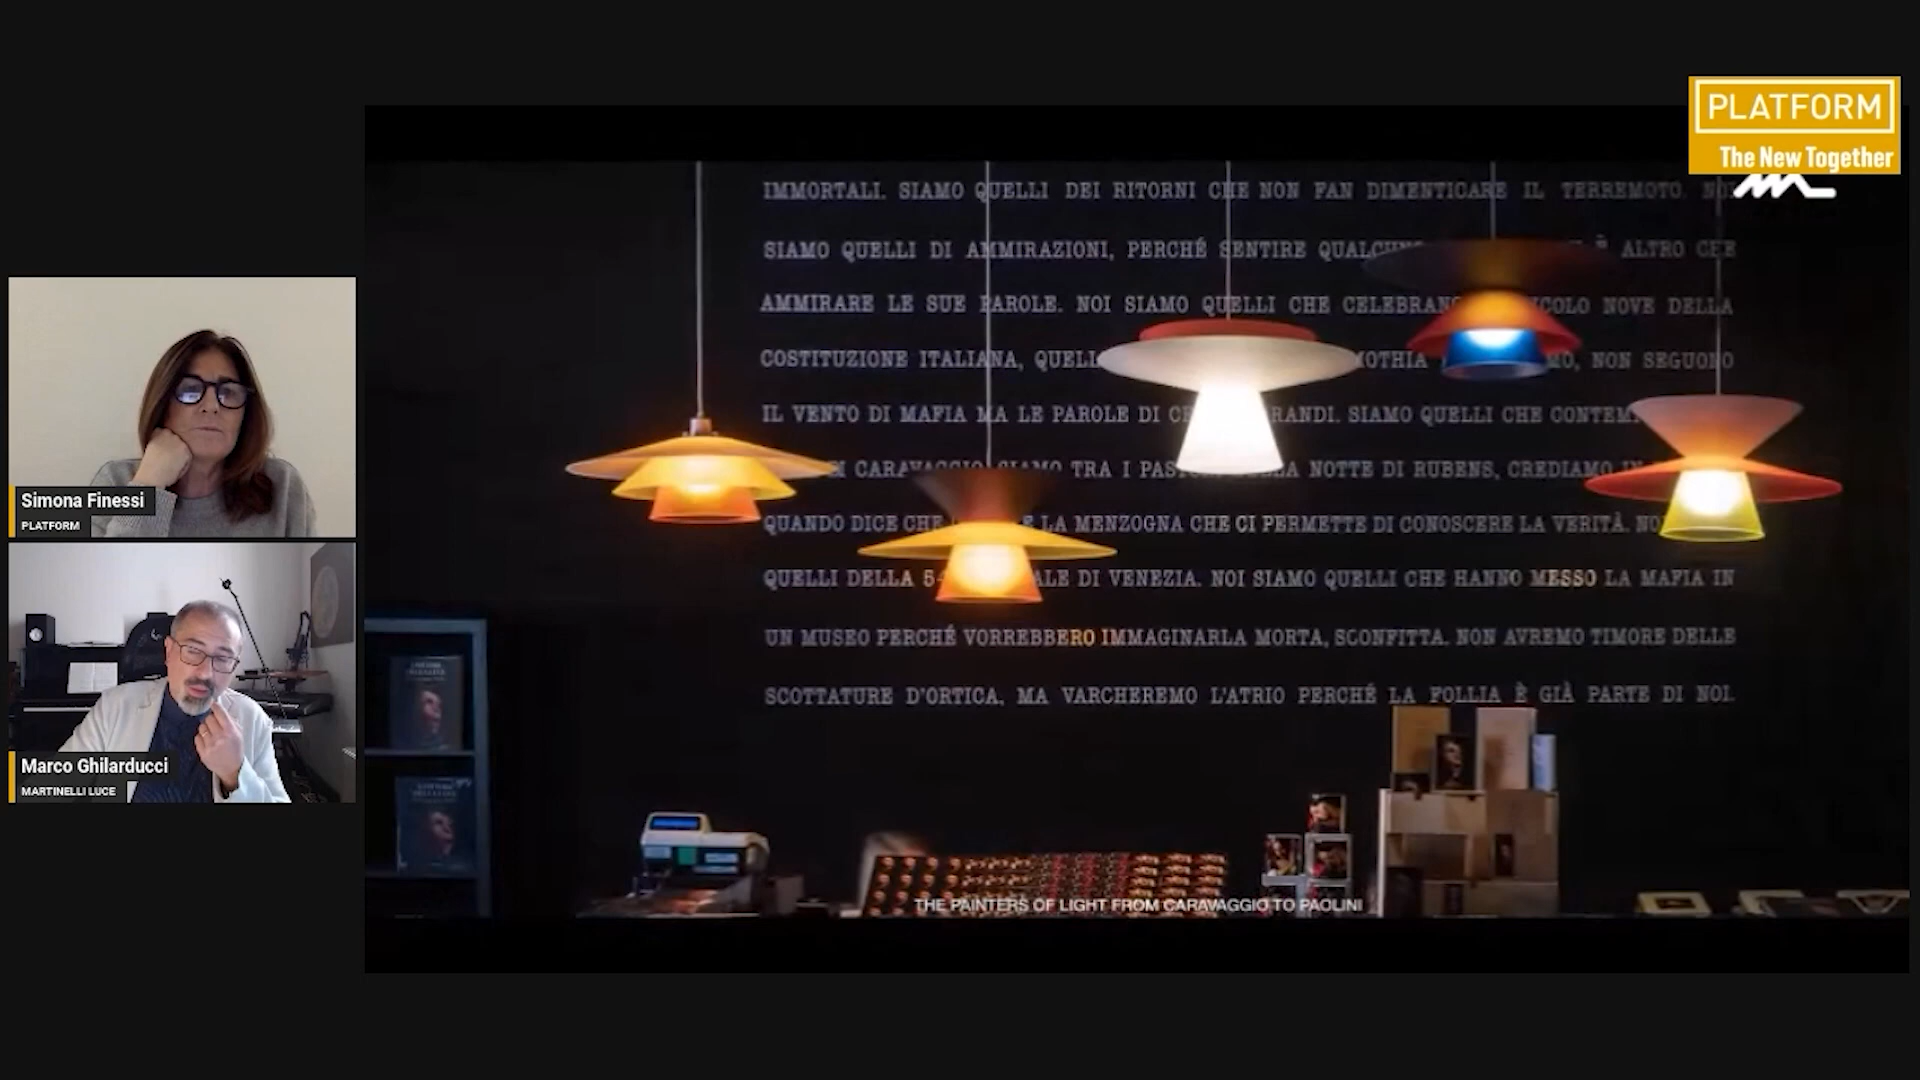 PLATFORM
The New Together
IMMORTALI. SIAMO QUELLI DEI RITORNI CHE NON FAN DIMENTICARE IL TERREMOTO. NOI
SIAMO QUELLI DI AMMIRAZIONI, PERCHÉ SENTIRE È ALTRO CHE
AMMIRARE LE SUE PAROLE. NOI SIAMO QUELLI CHE NOVE DELLA
COSTITUZIONE ITALIANA, NON SEGUONO
IL VENTO DI MAFIA MA LE PAROLE DI SIAMO QUELLI CHE
SIAMO TRA I NOTTE DI RUBENS, CREDIAMO
QUANDO DICE CHE LA MENZOGNA CHE CI PERMETTE DI CONOSCERE LA VERITÀ.
QUELLI DELLA DI VENEZIA. NOI SIAMO QUELLI CHE HANNO MESSO LA MAFIA IN
UN MUSEO PERCHÉ VORREBBERO IMMAGINARLA MORTA, SCONFITTA. NON AVREMO TIMORE DELLE
SCOTTATURE D'ORTICA, MA VARCHEREMO L'ATRIO PERCHÉ LA FOLLIA È GIÀ PARTE DI NOI.
THE PAINTERS OF LIGHT FROM CARAVAGGIO TO PAOLINI
Simona Finessi
PLATFORM
Marco Ghilarducci
MARTINELLI LUCE